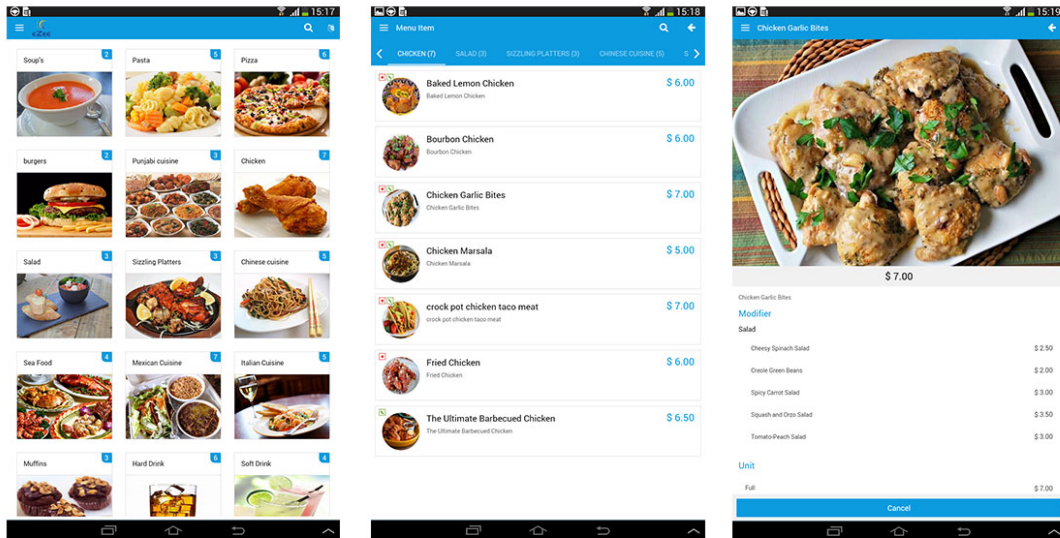 15:17
eZee
Soup's
2
Pasta
5
Pizza
6
burgers
2
Punjabi cuisine
3
Chicken
7
Salad
3
Sizzling Platters
3
Chinese cuisine
5
Sea Food
4
Mexican Cuisine
7
Italian Cuisine
5
Muffins
3
Hard Drink
6
Soft Drink
4
15:18
Menu Item
CHICKEN (7) SALAD (3) SIZZLING PLATTERS (3) CHINESE CUISINE (5) S
Baked Lemon Chicken $ 6.00
Baked Lemon Chicken
Bourbon Chicken $ 6.00
Bourbon Chicken
Chicken Garlic Bites $ 7.00
Chicken Garlic Bites
Chicken Marsala $ 5.00
Chicken Marsala
crock pot chicken taco meat $ 7.00
crock pot chicken taco meat
Fried Chicken $ 6.00
Fried Chicken
The Ultimate Barbecued Chicken $ 6.50
The Ultimate Barbecued Chicken
15:19
Chicken Garlic Bites
$ 7.00
Chicken Garlic Bites
Modifier
Salad
Cheesy Spinach Salad $ 2.50
Creole Green Beans $ 2.00
Spicy Carrot Salad $ 3.00
Squash and Orzo Salad $ 3.50
Tomato-Peach Salad $ 3.00
Unit
Full $ 7.00
Cancel